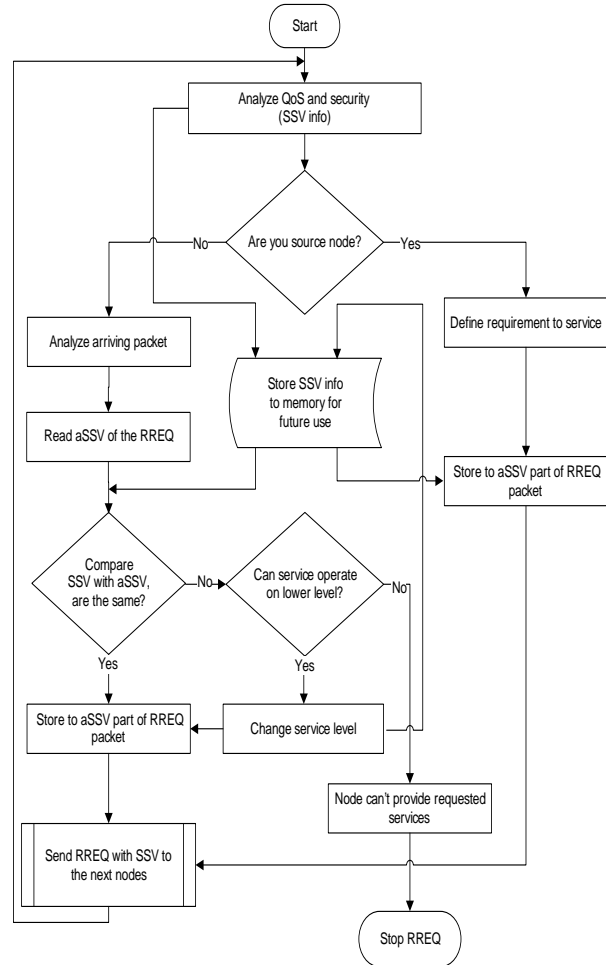 Start
Analyze QoS and security
(SSV info)
Are you source node?
No
Yes
Analyze arriving packet
Define requirement to service
Store SSV info
to memory for
future use
Read aSSV of the RREQ
Store to aSSV part of RREQ
packet
Compare
SSV with aSSV,
are the same?
No
Can service operate
on lower level?
No
Yes
Yes
Store to aSSV part of RREQ
packet
Change service level
Node can't provide requested
services
Send RREQ with SSV to
the next nodes
Stop RREQ